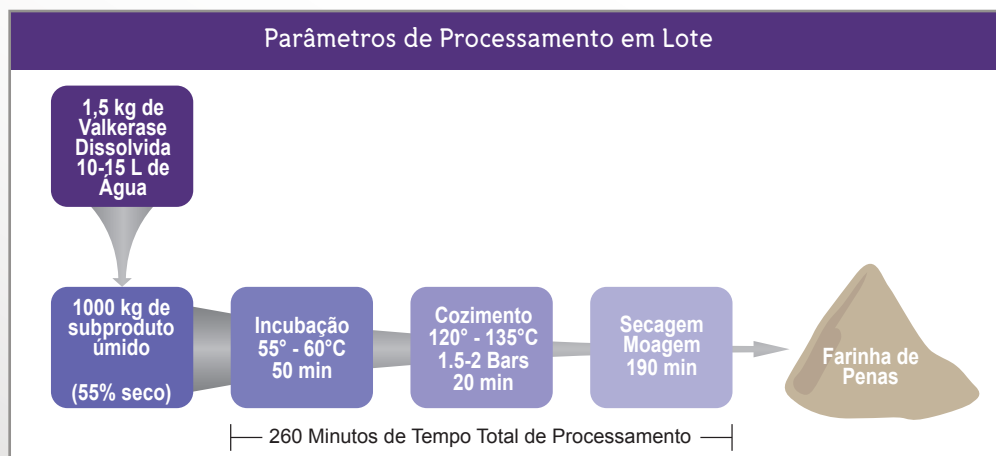 Parâmetros de Processamento em Lote
1,5 kg de
Valkerase
Dissolvida
10-15 L de
Água
1000 kg de
subproduto
úmido
(55% seco)
Incubação
55° - 60°C
50 min
Cozimento
120° - 135°C
1.5-2 Bars
20 min
Secagem
Moagem
190 min
Farinha de
Penas
260 Minutos de Tempo Total de Processamento